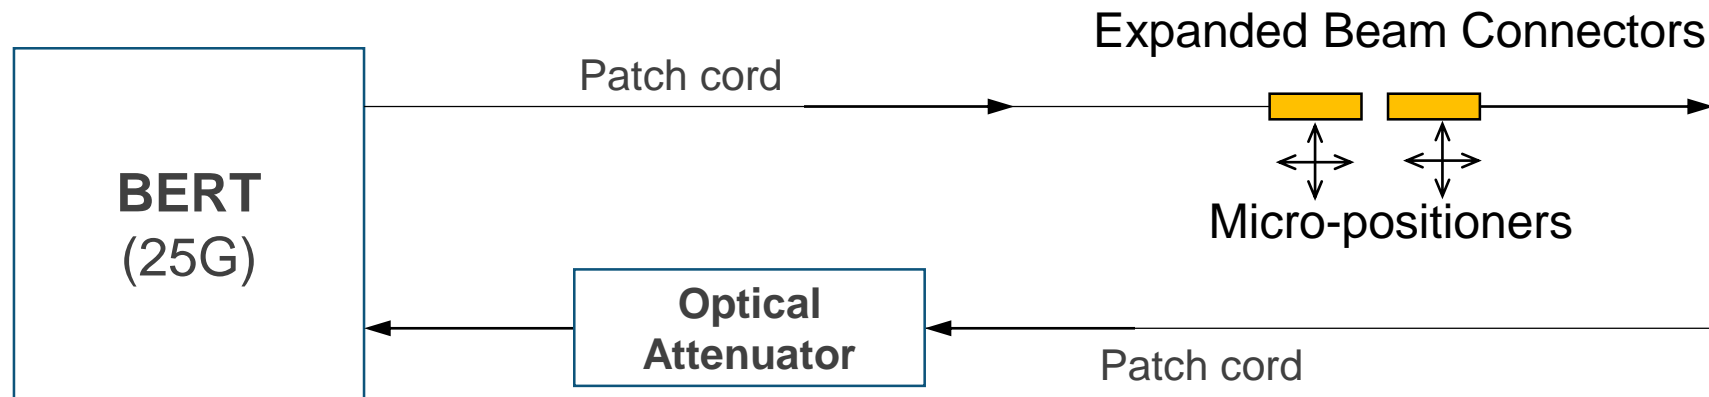 Expanded Beam Connectors
Patch cord
BERT
(25G)
Micro-positioners
Optical
Attenuator
Patch cord